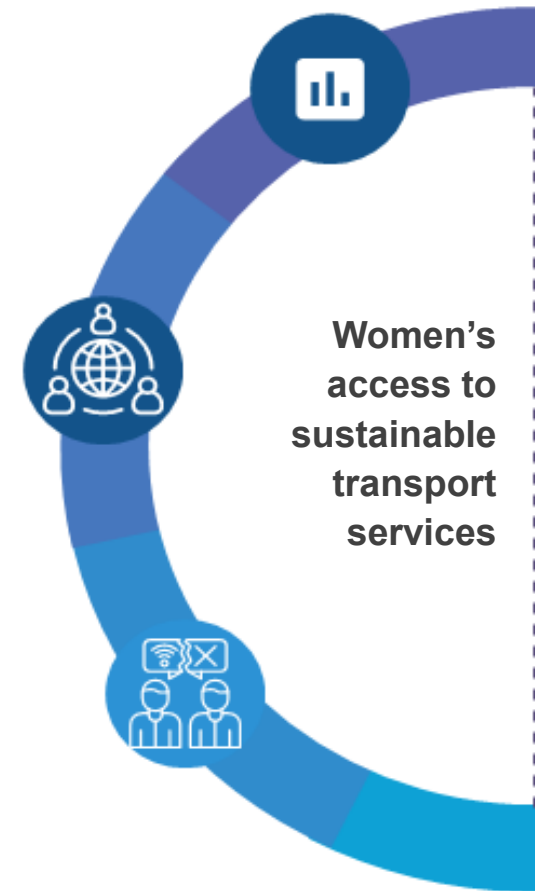 Women’s
access to
sustainable
transport
services